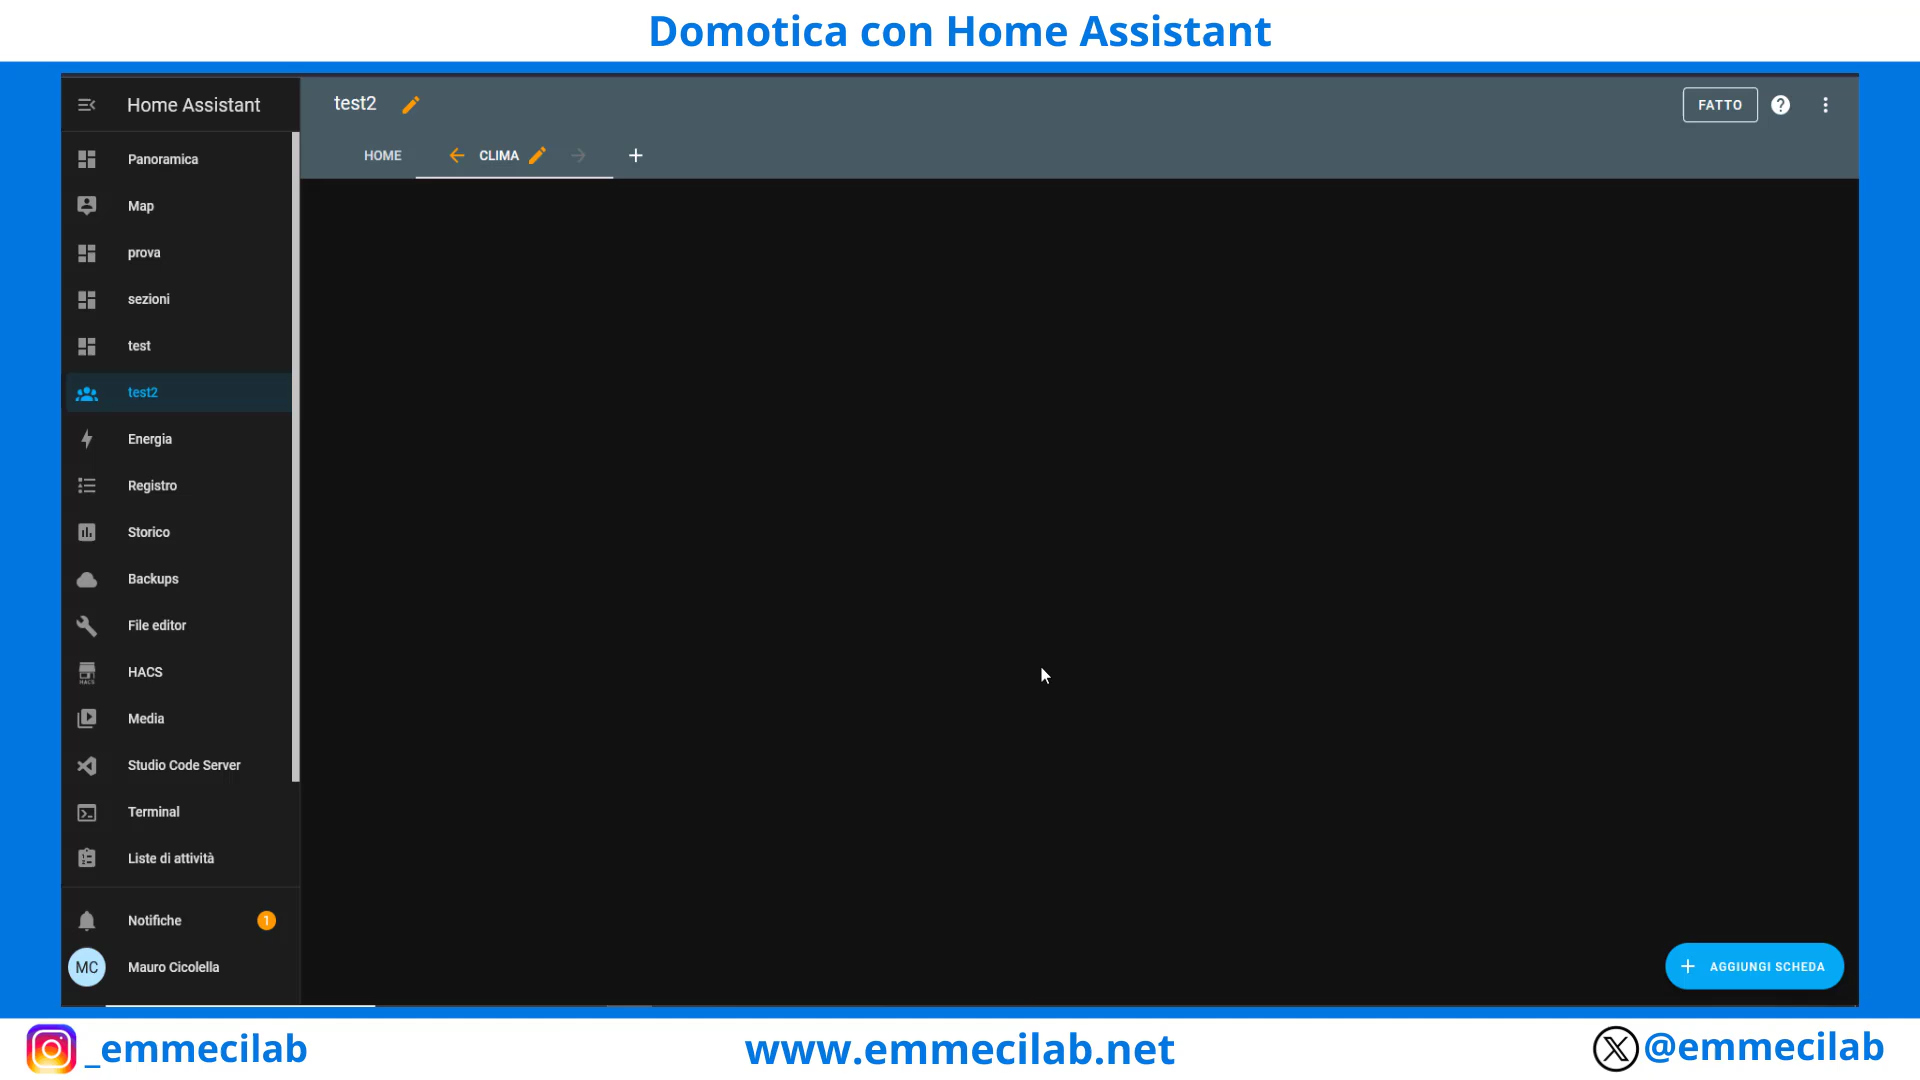 Domotica con Home Assistant
Home Assistant
test2
FATTO
HOME
CLIMA
Panoramica
Map
prova
sezioni
test
test2
Energia
Registro
Storico
Backups
File editor
HACS
HACS
Media
Studio Code Server
Terminal
Liste di attività
Notifiche
1
MC
Mauro Cicolella
AGGIUNGI SCHEDA
_emmecilab
www.emmecilab.net
@emmecilab